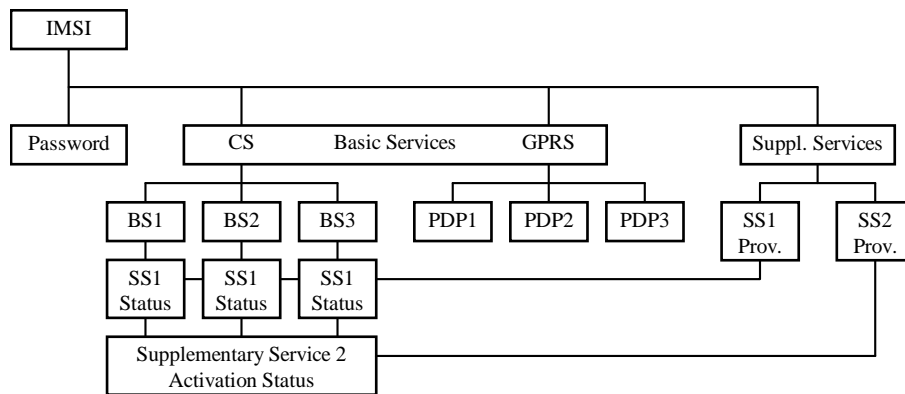 IMSI
Password
CS Basic Services GPRS
Suppl. Services
BS1
BS2
BS3
PDP1
PDP2
PDP3
SS1
Prov.
SS2
Prov.
SS1
Status
SS1
Status
SS1
Status
Supplementary Service 2
Activation Status